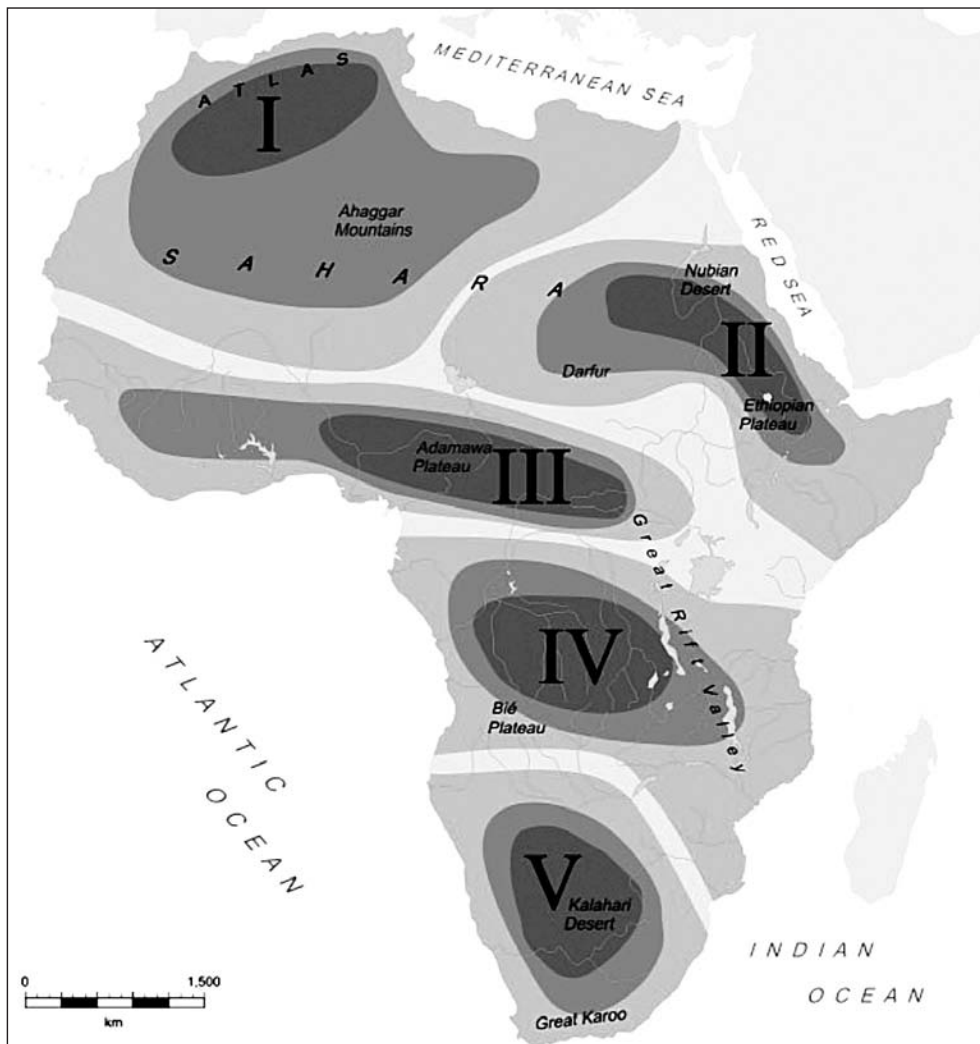 MEDITERRANEAN SEA
ATLAS
I
Ahaggar
Mountains
SAHARA
RED SEA
Nubian
Desert
II
Darfur
Ethiopian
Plateau
Adamawa
Plateau
III
Great Rift Valley
IV
Bié
Plateau
ATLANTIC
OCEAN
V
Kalahari
Desert
INDIAN
OCEAN
0 1,500
km
Great Karoo